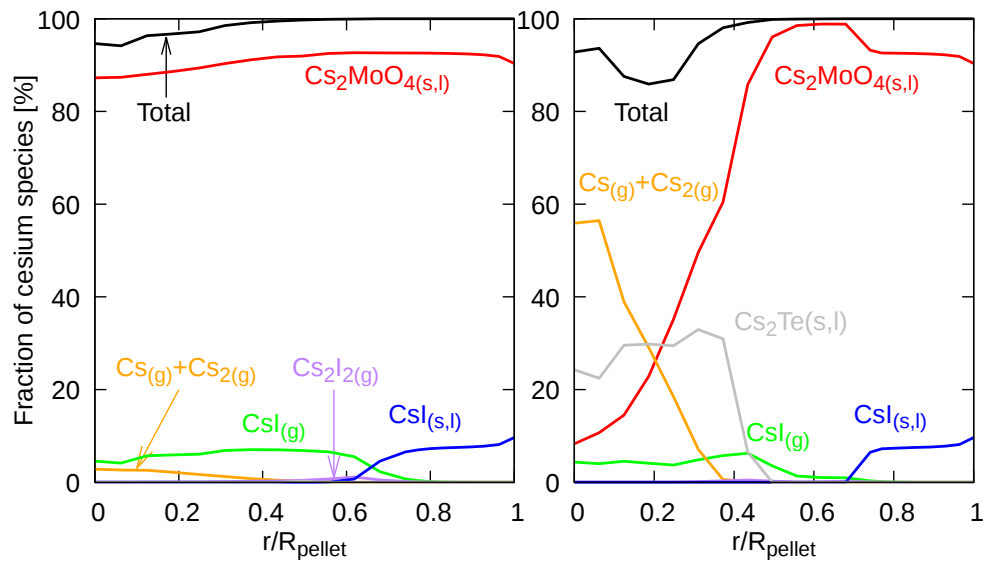 Fraction of cesium species [%]
100
80
60
40
20
0
Total
Cs₂MoO₄(s,l)
Cs(g)+Cs₂(g)
Cs₂I₂(g)
CsI(g)
CsI(s,l)
0 0.2 0.4 0.6 0.8 1
r/Rpellet
100
80
60
40
20
0
Total
Cs₂MoO₄(s,l)
Cs(g)+Cs₂(g)
Cs₂Te(s,l)
CsI(g)
CsI(s,l)
0 0.2 0.4 0.6 0.8 1
r/Rpellet